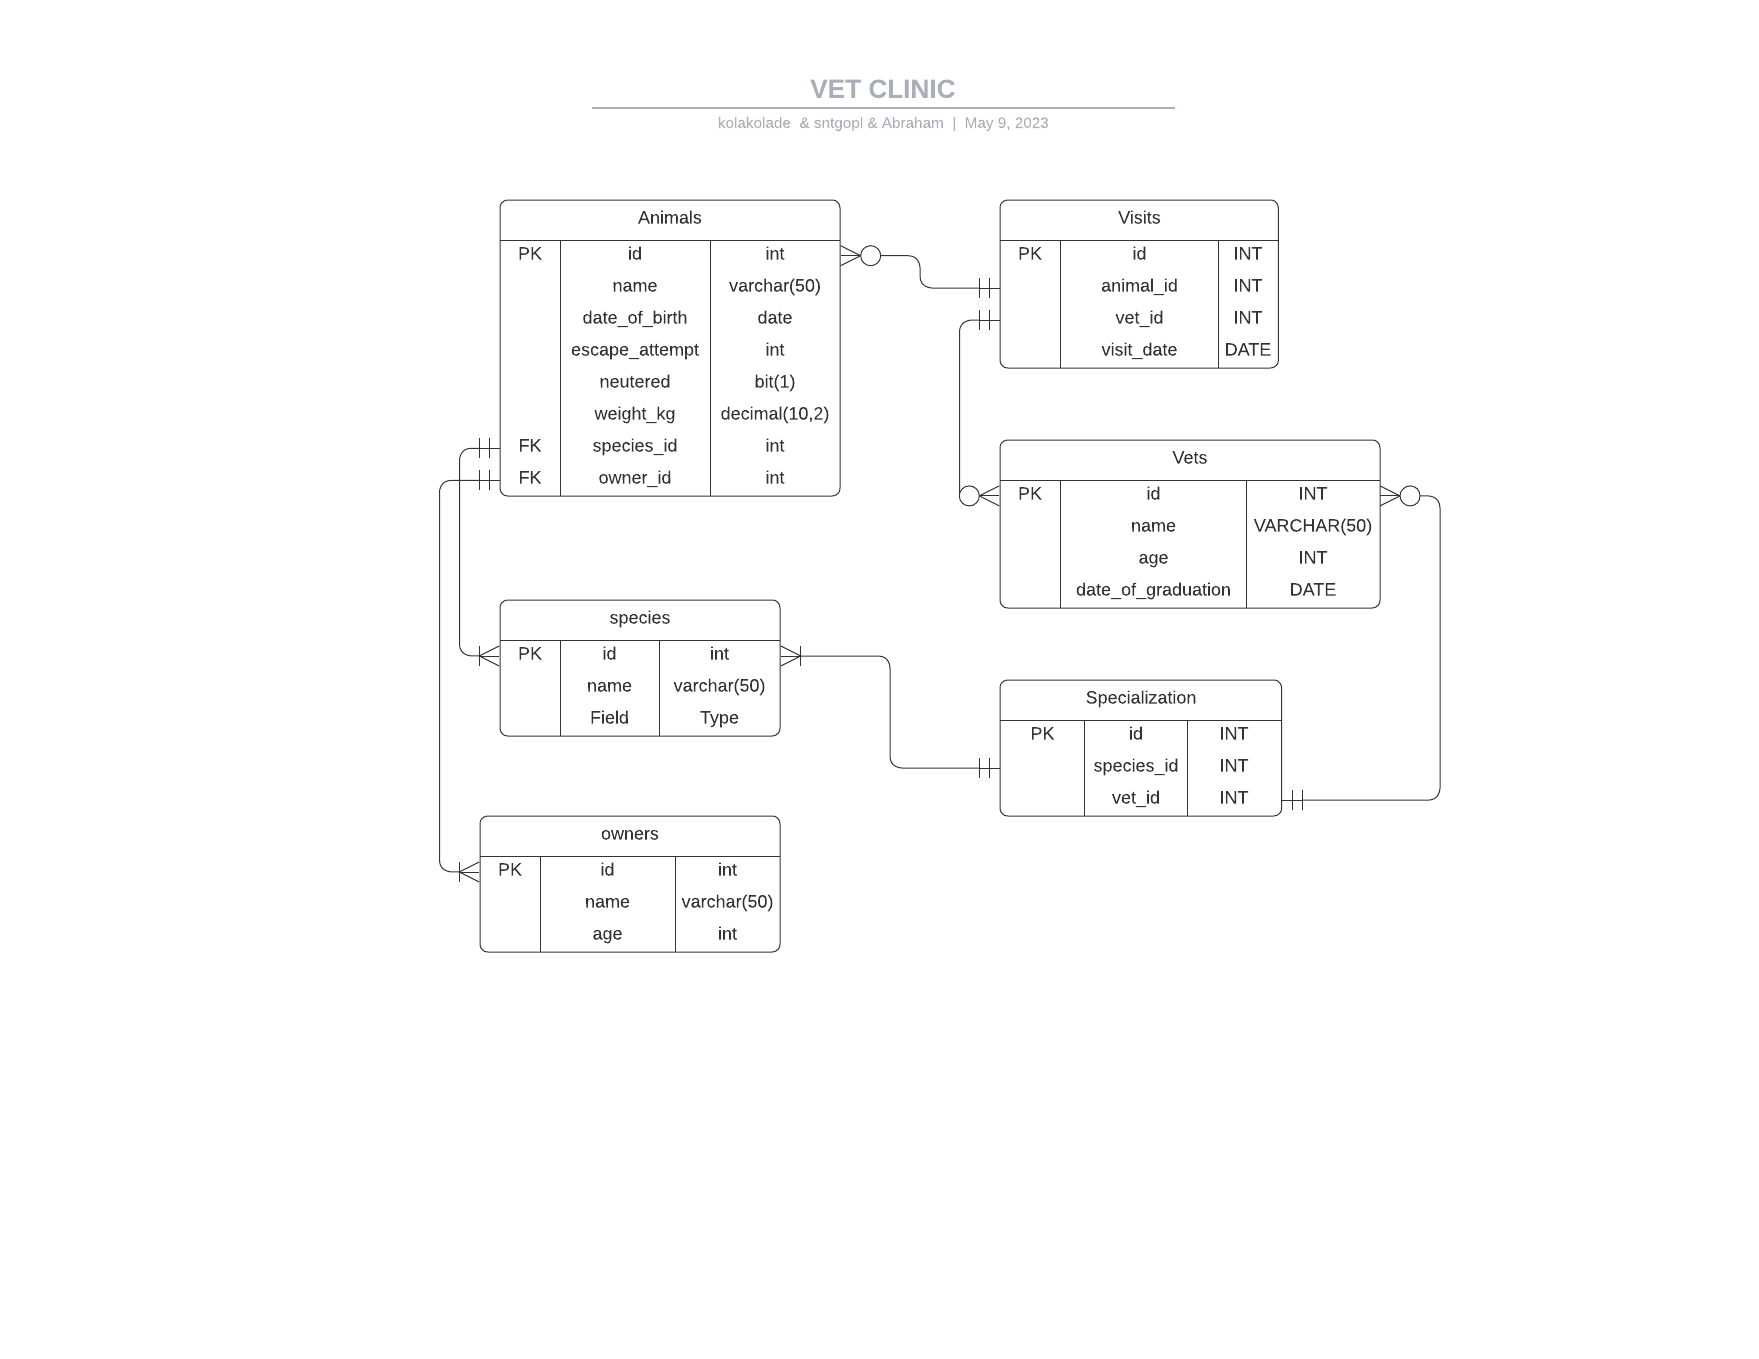 VET CLINIC
kolakolade & sntgopl & Abraham | May 9, 2023
Animals
PK id int
name varchar(50)
date_of_birth date
escape_attempt int
neutered bit(1)
weight_kg decimal(10,2)
FK species_id int
FK owner_id int
Visits
PK id INT
animal_id INT
vet_id INT
visit_date DATE
Vets
PK id INT
name VARCHAR(50)
age INT
date_of_graduation DATE
species
PK id int
name varchar(50)
Field Type
Specialization
PK id INT
species_id INT
vet_id INT
owners
PK id int
name varchar(50)
age int